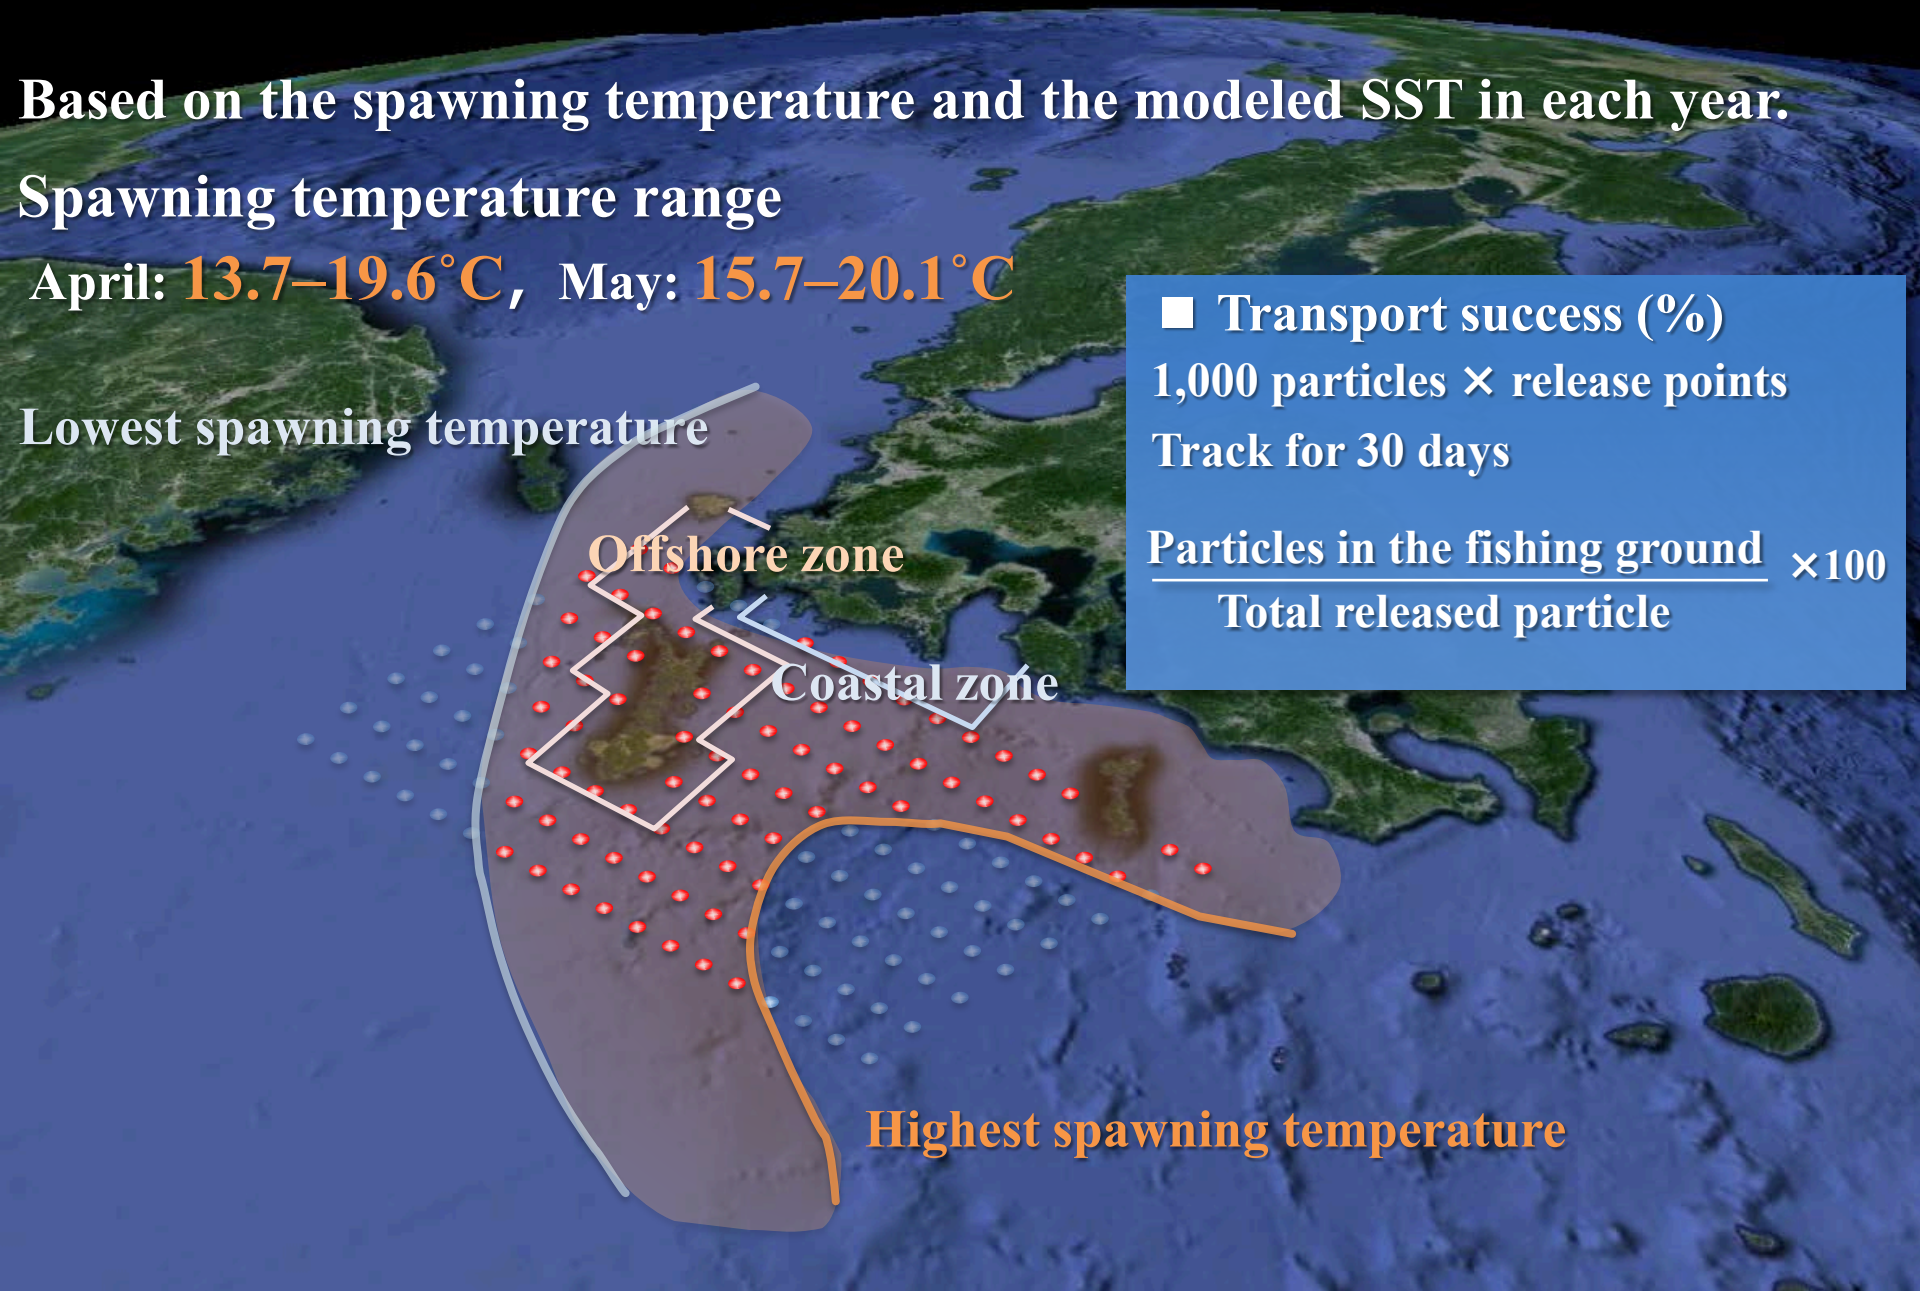 Based on the spawning temperature and the modeled SST in each year.
Spawning temperature range
April: 13.7–19.6˚C, May: 15.7–20.1˚C
■ Transport success (%)
1,000 particles × release points
Track for 30 days
Particles in the fishing ground ×100
Total released particle
Lowest spawning temperature
Offshore zone
Coastal zone
Highest spawning temperature